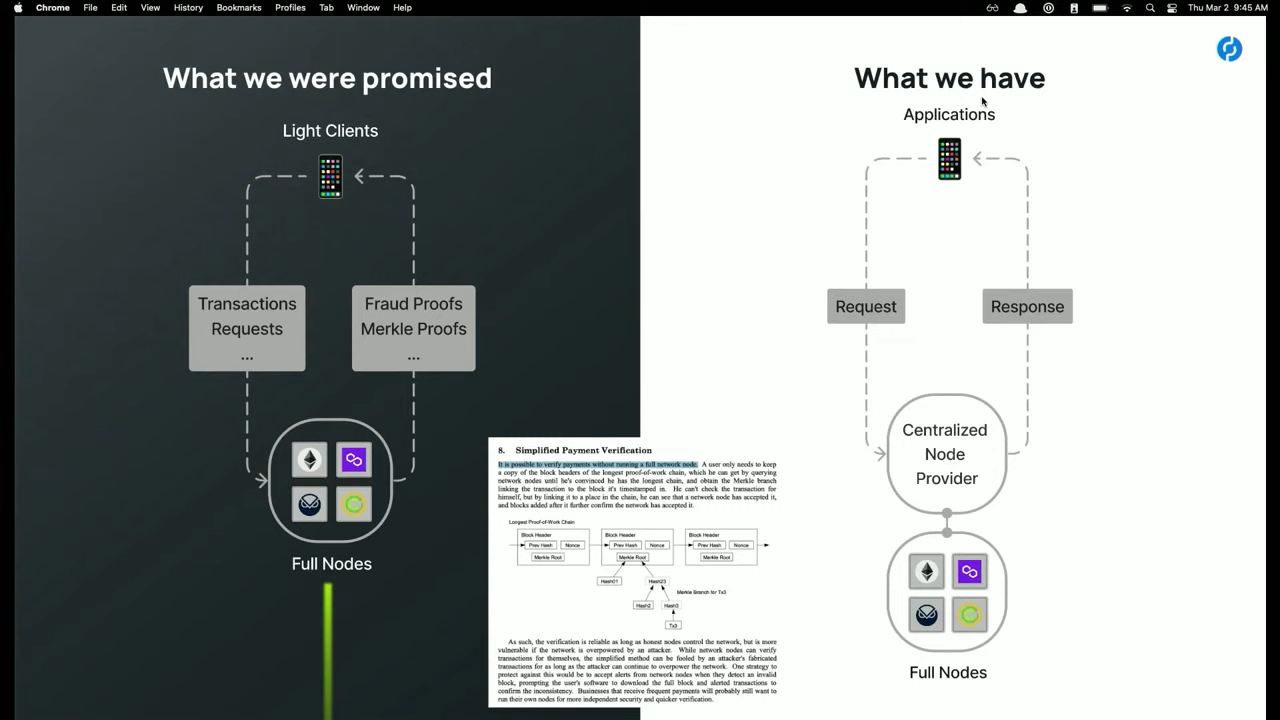 Chrome File Edit View History Bookmarks Profiles Tab Window Help
Thu Mar 2 9:45 AM
What we were promised
Light Clients
Transactions
Requests
...
Fraud Proofs
Merkle Proofs
...
Full Nodes
What we have
Applications
Request
Response
Centralized
Node
Provider
Full Nodes
8. Simplified Payment Verification
It is possible to verify payments without running a full network node. A user only needs to keep
a copy of the block headers of the longest proof-of-work chain, which he can get by querying
network nodes until he's convinced he has the longest chain, and obtain the Merkle branch
linking the transaction to the block it's timestamped in. He can't check the transaction for
himself, but by linking it to a place in the chain, he can see that a network node has accepted it,
and blocks added after it further confirm the network has accepted it.
Longest Proof-of-Work Chain
Block Header
Block Header
Block Header
Prev Hash
Nonce
Prev Hash
Nonce
Prev Hash
Nonce
Merkle Root
Merkle Root
Merkle Root
Hash01
Hash23
Merkle Branch for Tx3
Hash2
Hash3
Tx3
As such, the verification is reliable as long as honest nodes control the network, but is more
vulnerable if the network is overpowered by an attacker. While network nodes can verify
transactions for themselves, the simplified method can be fooled by an attacker's fabricated
transactions for as long as the attacker can continue to overpower the network. One strategy to
protect against this would be to accept alerts from network nodes when they detect an invalid
block, prompting the user's software to download the full block and alerted transactions to
confirm the inconsistency. Businesses that receive frequent payments will probably still want to
run their own nodes for more independent security and quicker verification.